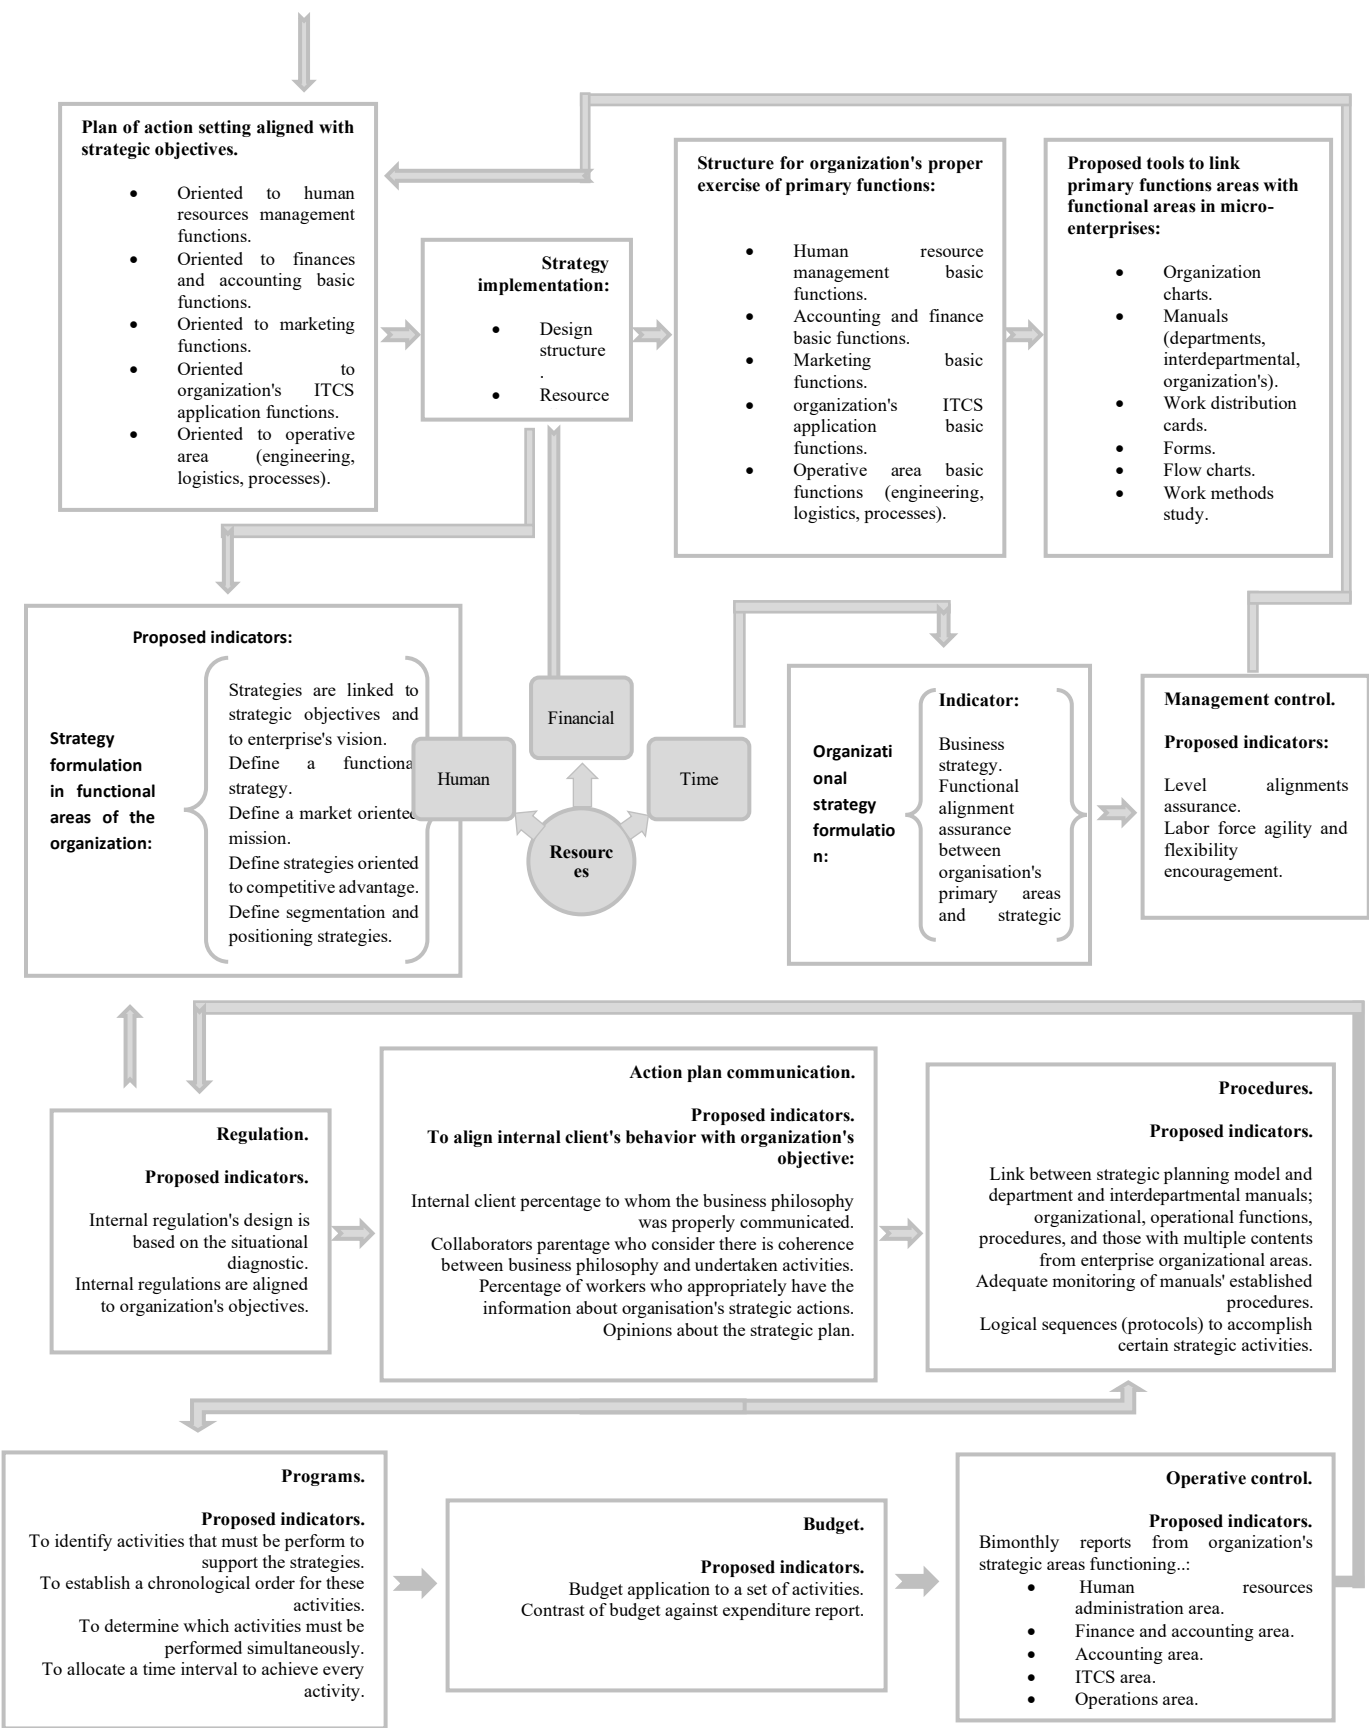 Plan of action setting aligned with
strategic objectives.
• Oriented to human
resources management
functions.
• Oriented to finances
and accounting basic
functions.
• Oriented to marketing
functions.
• Oriented to
organization's ITCS
application functions.
• Oriented to operative
area (engineering,
logistics, processes).
Strategy
implementation:
• Design
structure
.
• Resource
Structure for organization's proper
exercise of primary functions:
• Human resource
management basic
functions.
• Accounting and finance
basic functions.
• Marketing basic
functions.
• organization's ITCS
application basic
functions.
• Operative area basic
functions (engineering,
logistics, processes).
Proposed tools to link
primary functions areas with
functional areas in micro-
enterprises:
• Organization
charts.
• Manuals
(departments,
interdepartmental,
organization's).
• Work distribution
cards.
• Forms.
• Flow charts.
• Work methods
study.
Proposed indicators:
Strategy
formulation
in functional
areas of the
organization:
Strategies are linked to
strategic objectives and
to enterprise's vision.
Define a functional
strategy.
Define a market oriented
mission.
Define strategies oriented
to competitive advantage.
Define segmentation and
positioning strategies.
Human
Financial
Time
Resourc
es
Organizati
onal
strategy
formulatio
n:
Indicator:
Business
strategy.
Functional
alignment
assurance
between
organisation's
primary areas
and strategic
Management control.
Proposed indicators:
Level alignments
assurance.
Labor force agility and
flexibility
encouragement.
Regulation.
Proposed indicators.
Internal regulation's design is
based on the situational
diagnostic.
Internal regulations are aligned
to organization's objectives.
Action plan communication.
Proposed indicators.
To align internal client's behavior with organization's
objective:
Internal client percentage to whom the business philosophy
was properly communicated.
Collaborators parentage who consider there is coherence
between business philosophy and undertaken activities.
Percentage of workers who appropriately have the
information about organisation's strategic actions.
Opinions about the strategic plan.
Procedures.
Proposed indicators.
Link between strategic planning model and
department and interdepartmental manuals;
organizational, operational functions,
procedures, and those with multiple contents
from enterprise organizational areas.
Adequate monitoring of manuals' established
procedures.
Logical sequences (protocols) to accomplish
certain strategic activities.
Programs.
Proposed indicators.
To identify activities that must be perform to
support the strategies.
To establish a chronological order for these
activities.
To determine which activities must be
performed simultaneously.
To allocate a time interval to achieve every
activity.
Budget.
Proposed indicators.
Budget application to a set of activities.
Contrast of budget against expenditure report.
Operative control.
Proposed indicators.
Bimonthly reports from organization's
strategic areas functioning..:
• Human resources
administration area.
• Finance and accounting area.
• Accounting area.
• ITCS area.
• Operations area.